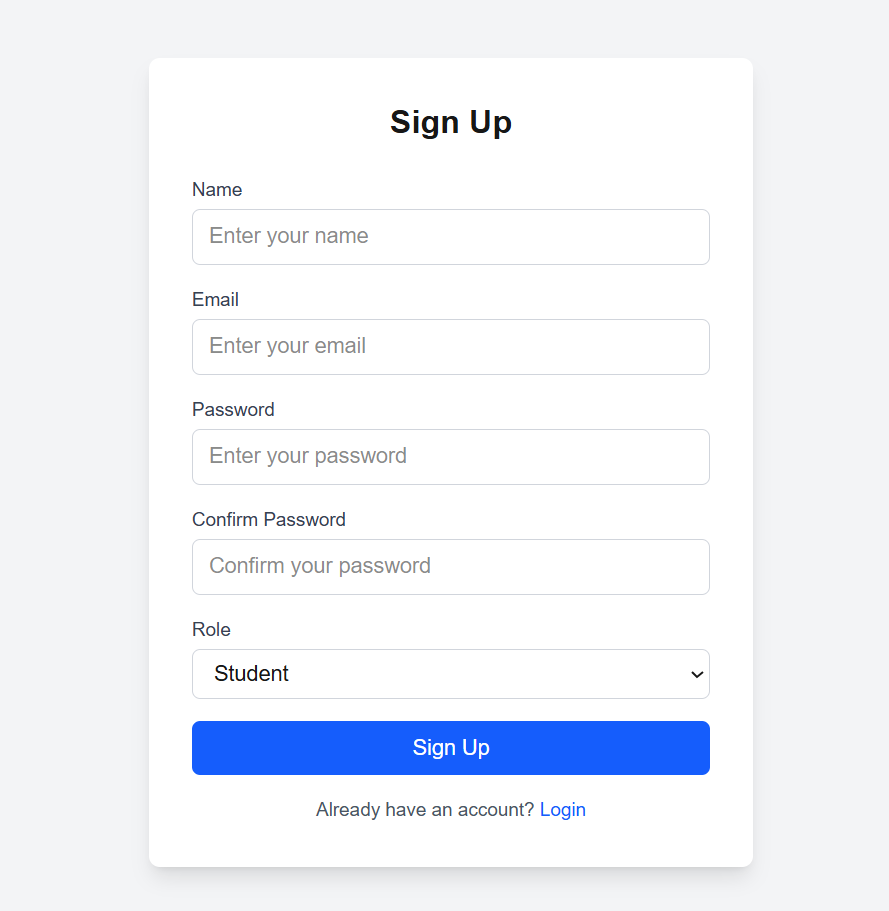 Sign Up
Name
Enter your name
Email
Enter your email
Password
Enter your password
Confirm Password
Confirm your password
Role
Student
Sign Up
Already have an account? Login